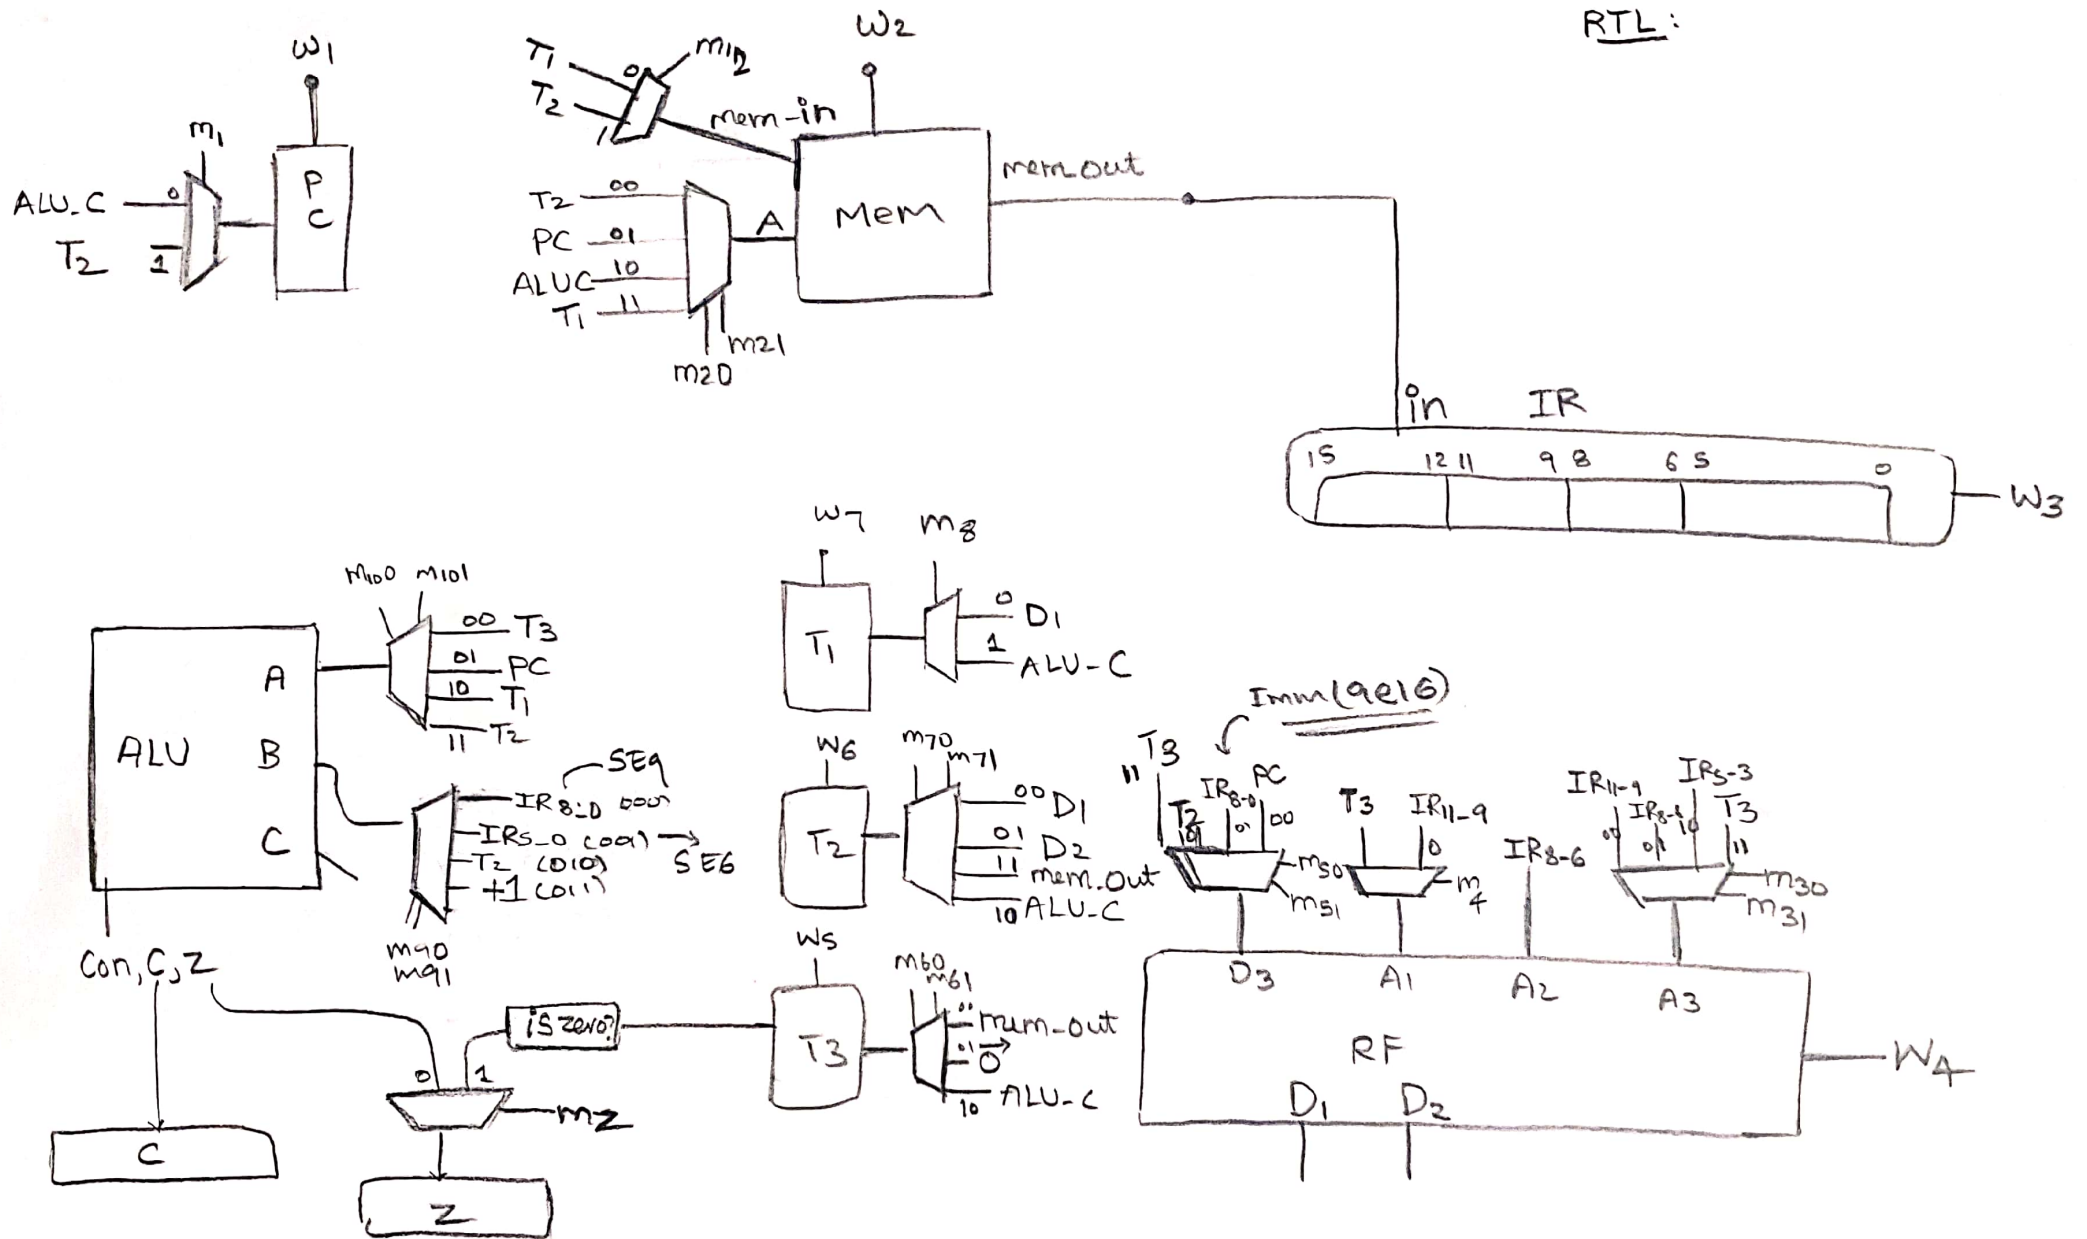 RTL:
W1
m1
PC
ALU_C 0
T2 1
W2
T1 0
m12
T2 1
mem-in
mem_out
Mem
T2 00
PC 01
ALUC 10
T1 11
A
m21
m20
in IR
15 12 11 9 8 6 5 0
W3
m100 m101
00 T3
01 PC
10 T1
11 T2
ALU
A
B
C
SE9
IR8-0 (000)
IR5-0 (001) → SE6
T2 (010)
+1 (011)
m90
m91
Con, C, Z
C
is zero?
0 1
mz
Z
W7 m8
T1
0 D1
1 ALU-C
W6 m70 m71
T2
00 D1
01 D2
11 mem_out
10 ALU-C
W5
m60 m61
T3
00 mem-out
01 0
10 ALU-C
Imm(9e16)
T3 11
T2 10
IR8-0 01
PC 00
m50
m51
T3
IR11-9 0
m4
IR8-6
IR11-9 00
IR8-6 01
IR5-3 10
T3 11
m30
m31
D3 A1 A2 A3
RF
W4
D1 D2